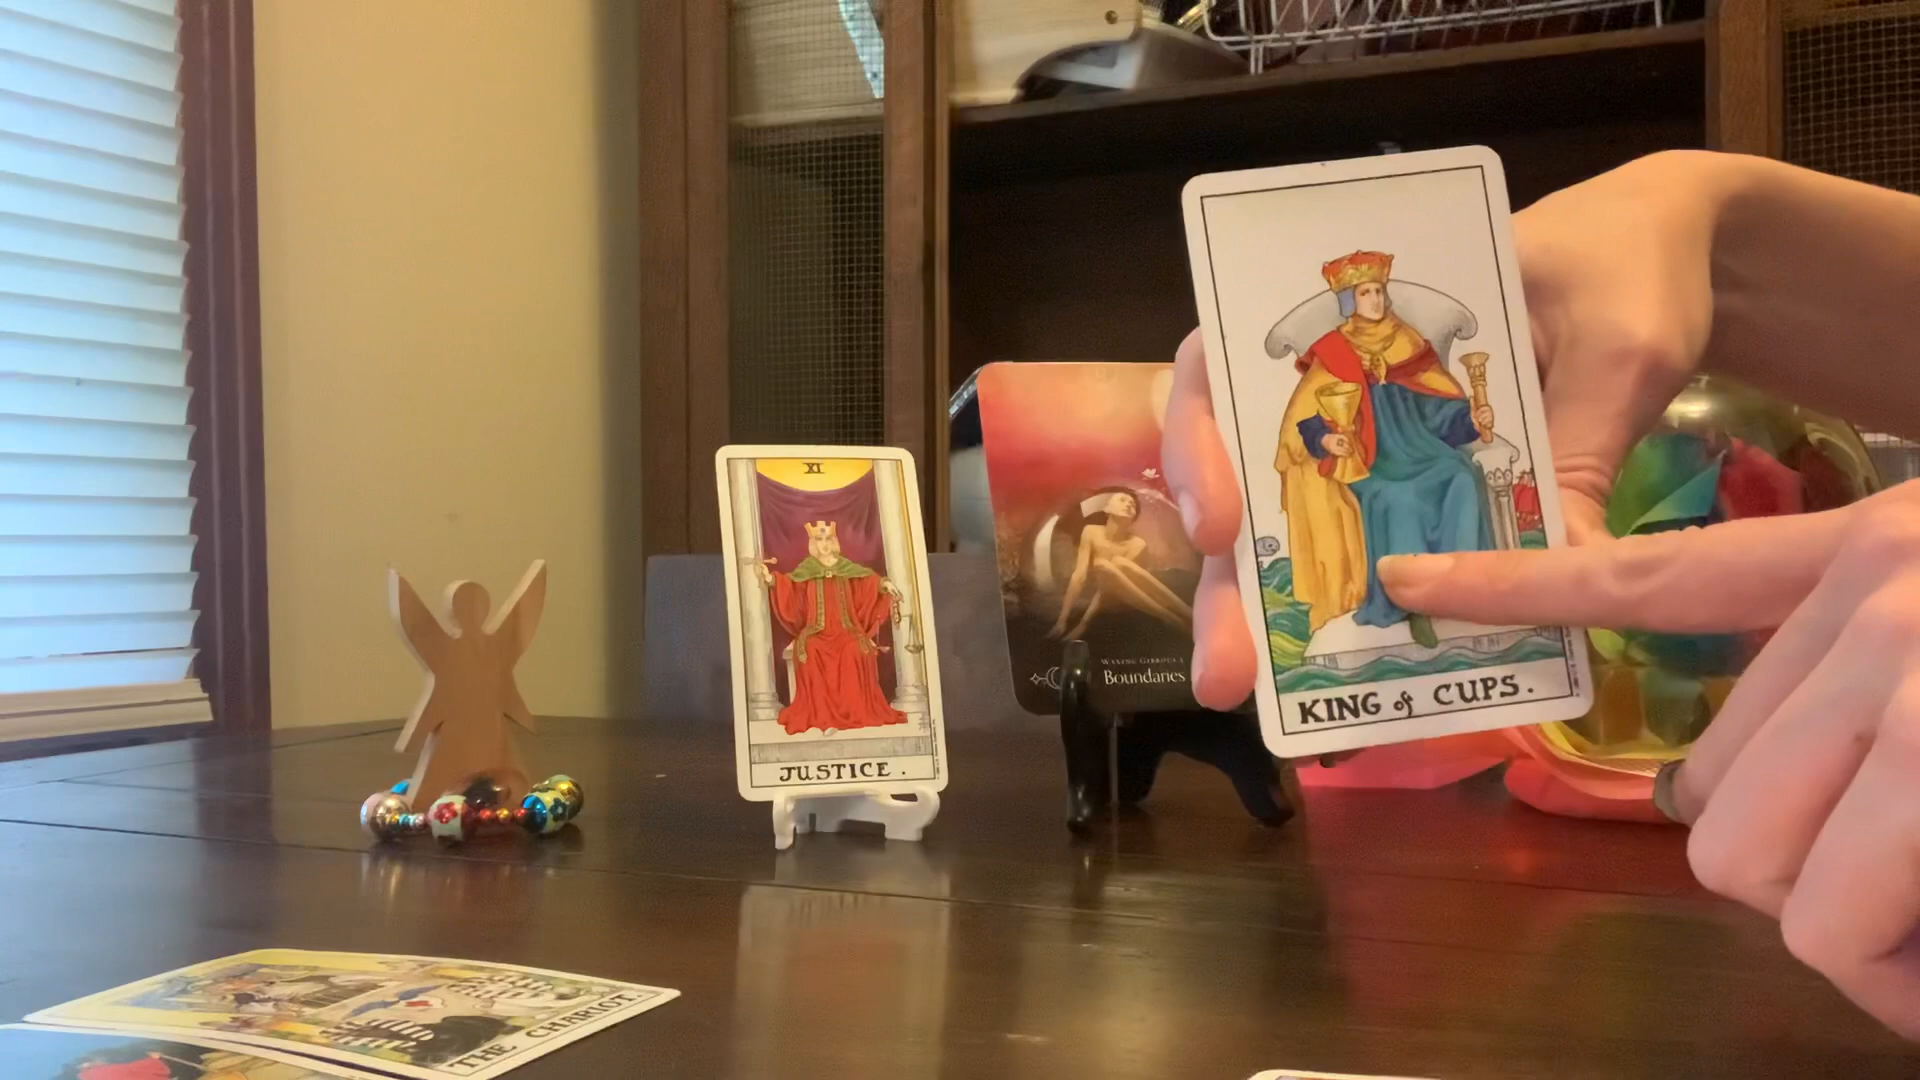 XI
JUSTICE.
Boundaries
KING of CUPS.
THE CHARIOT.